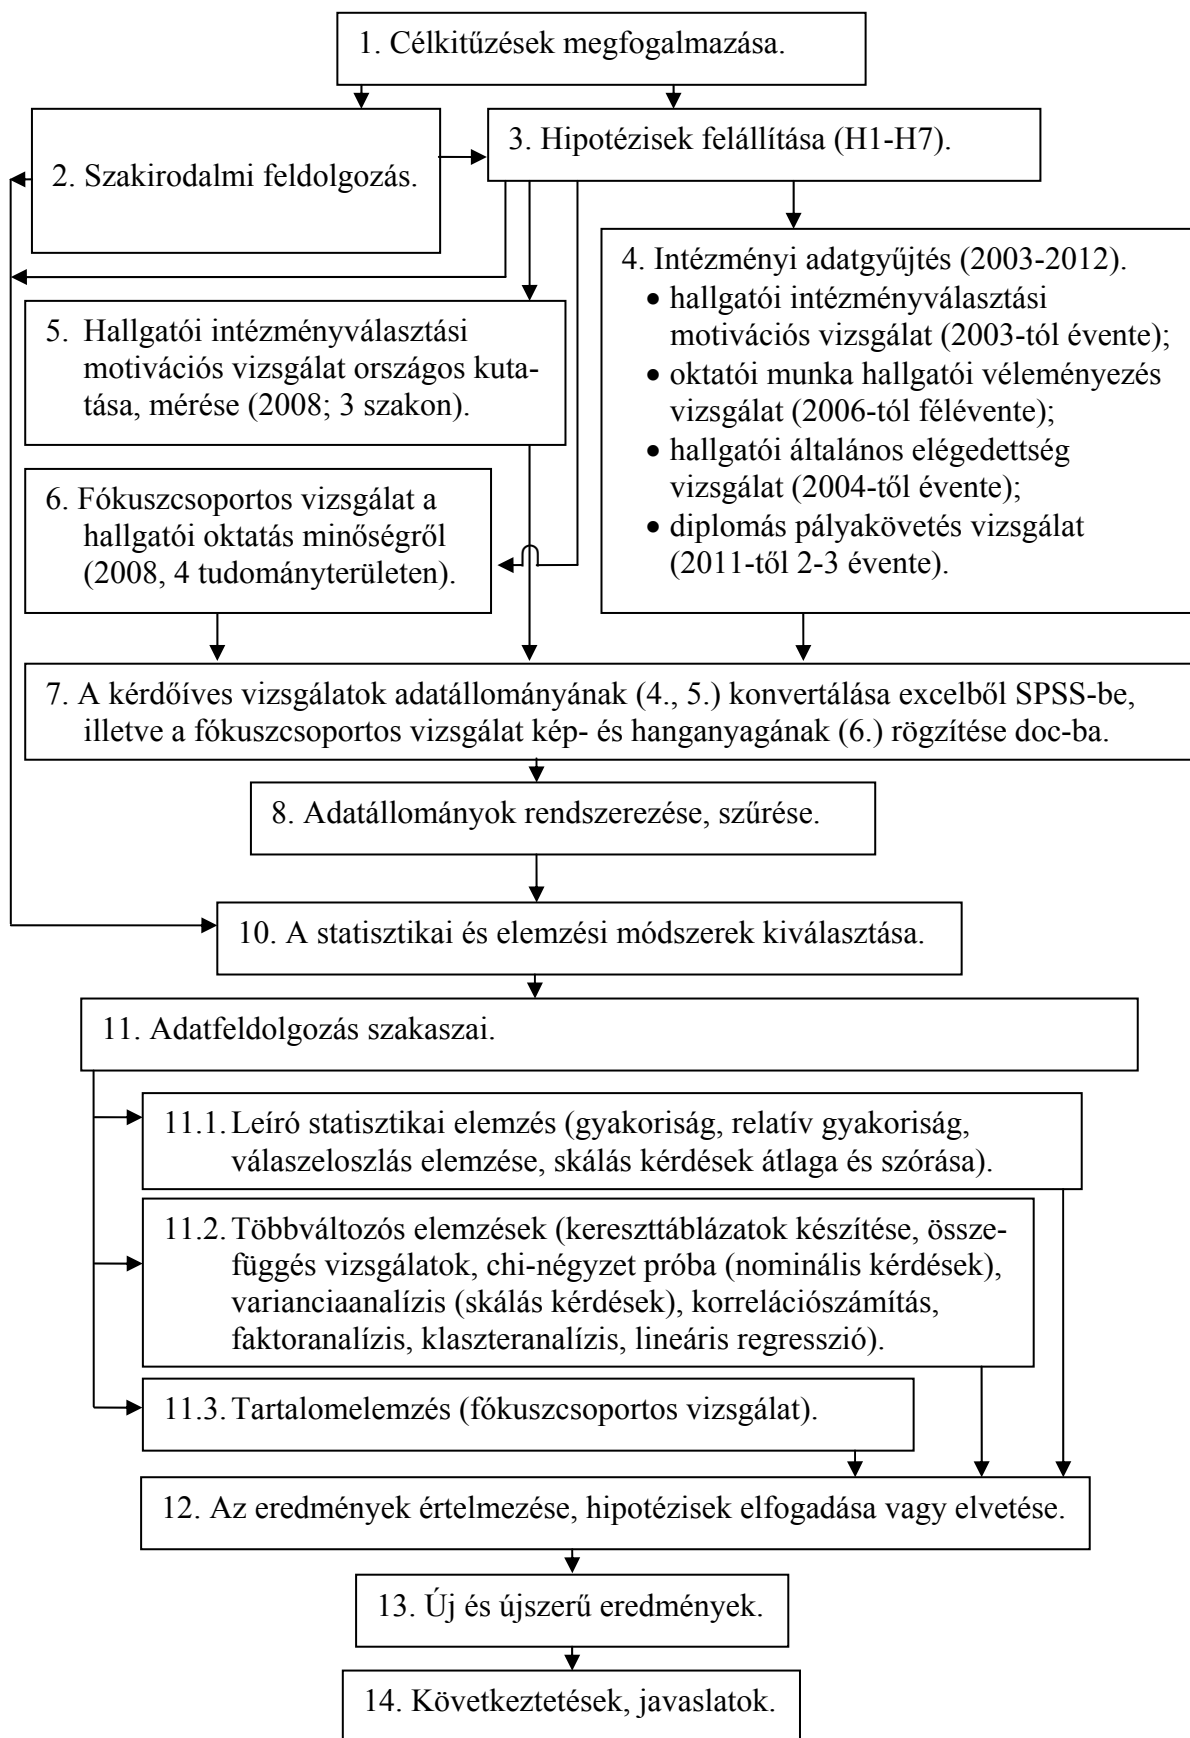 1. Célkitűzések megfogalmazása.
2. Szakirodalmi feldolgozás.
3. Hipotézisek felállítása (H1-H7).
4. Intézményi adatgyűjtés (2003-2012).
• hallgatói intézményválasztási
motivációs vizsgálat (2003-tól évente);
• oktatói munka hallgatói véleményezés
vizsgálat (2006-tól félévente);
• hallgatói általános elégedettség
vizsgálat (2004-től évente);
• diplomás pályakövetés vizsgálat
(2011-től 2-3 évente).
5. Hallgatói intézményválasztási
motivációs vizsgálat országos kuta-
tása, mérése (2008; 3 szakon).
6. Fókuszcsoportos vizsgálat a
hallgatói oktatás minőségről
(2008, 4 tudományterületen).
7. A kérdőíves vizsgálatok adatállományának (4., 5.) konvertálása excelből SPSS-be,
illetve a fókuszcsoportos vizsgálat kép- és hanganyagának (6.) rögzítése doc-ba.
8. Adatállományok rendszerezése, szűrése.
10. A statisztikai és elemzési módszerek kiválasztása.
11. Adatfeldolgozás szakaszai.
11.1. Leíró statisztikai elemzés (gyakoriság, relatív gyakoriság,
válaszeloszlás elemzése, skálás kérdések átlaga és szórása).
11.2. Többváltozós elemzések (kereszttáblázatok készítése, össze-
függés vizsgálatok, chi-négyzet próba (nominális kérdések),
varianciaanalízis (skálás kérdések), korrelációszámítás,
faktoranalízis, klaszteranalízis, lineáris regresszió).
11.3. Tartalomelemzés (fókuszcsoportos vizsgálat).
12. Az eredmények értelmezése, hipotézisek elfogadása vagy elvetése.
13. Új és újszerű eredmények.
14. Következtetések, javaslatok.